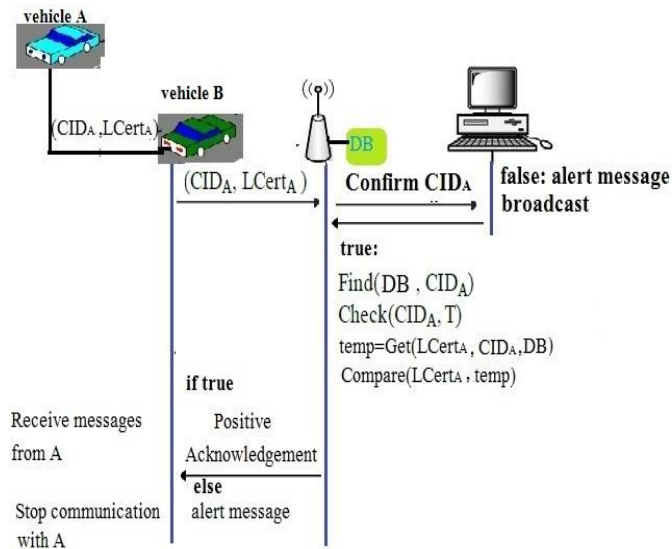 vehicle A
vehicle B
(CIDA,LCertA)
DB
(CIDA, LCertA)
Confirm CIDA
false: alert message
broadcast
true:
Find(DB , CIDA)
Check(CIDA, T)
temp=Get(LCertA, CIDA,DB)
Compare(LCertA, temp)
if true
Receive messages
from A
Positive
Acknowledgement
else
Stop communication
with A
alert message